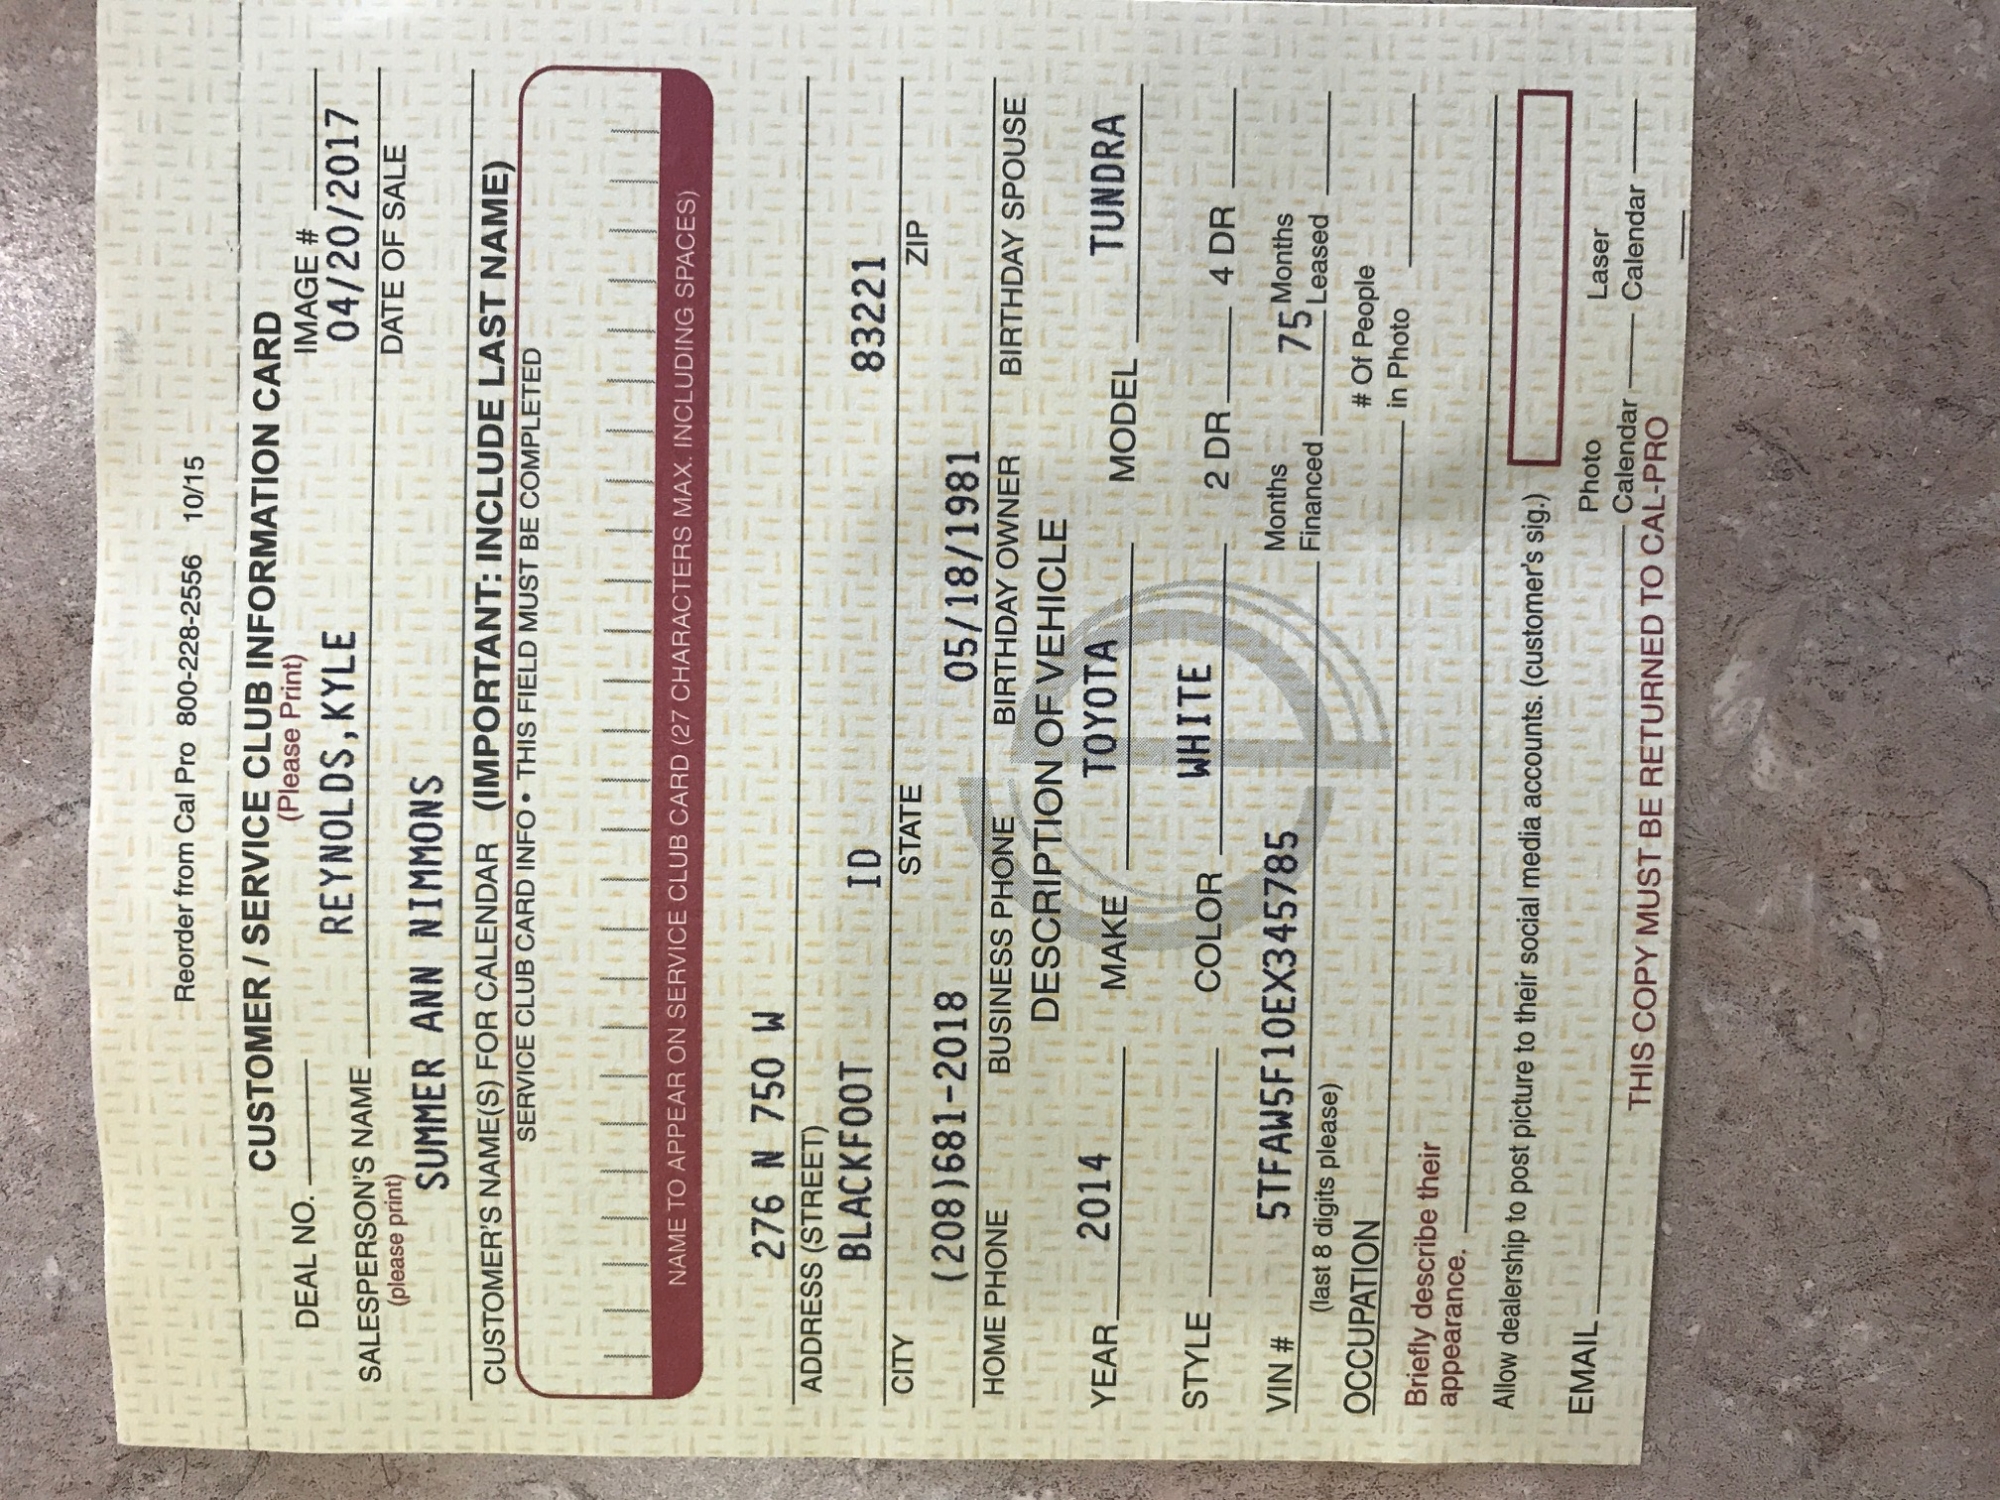 Reorder from Cal Pro 800-228-2556 10/15
CUSTOMER / SERVICE CLUB INFORMATION CARD
(Please Print)
DEAL NO. IMAGE #
REYNOLDS,KYLE 04/20/2017
SALESPERSON'S NAME DATE OF SALE
(please print)
SUMMER ANN NIMMONS
CUSTOMER'S NAME(S) FOR CALENDAR (IMPORTANT: INCLUDE LAST NAME)
SERVICE CLUB CARD INFO • THIS FIELD MUST BE COMPLETED
NAME TO APPEAR ON SERVICE CLUB CARD (27 CHARACTERS MAX. INCLUDING SPACES)
276 N 750 W
ADDRESS (STREET)
BLACKFOOT ID 83221
CITY STATE ZIP
(208)681-2018 05/18/1981
HOME PHONE BUSINESS PHONE BIRTHDAY OWNER BIRTHDAY SPOUSE
DESCRIPTION OF VEHICLE
YEAR 2014 MAKE TOYOTA MODEL TUNDRA
STYLE COLOR WHITE 2 DR 4 DR
VIN # 5TFAW5F10EX345785 Months Financed 75 Months Leased
(last 8 digits please)
OCCUPATION # Of People in Photo
Briefly describe their
appearance.
Allow dealership to post picture to their social media accounts. (customer's sig.)
EMAIL Photo Calendar Laser Calendar
THIS COPY MUST BE RETURNED TO CAL-PRO